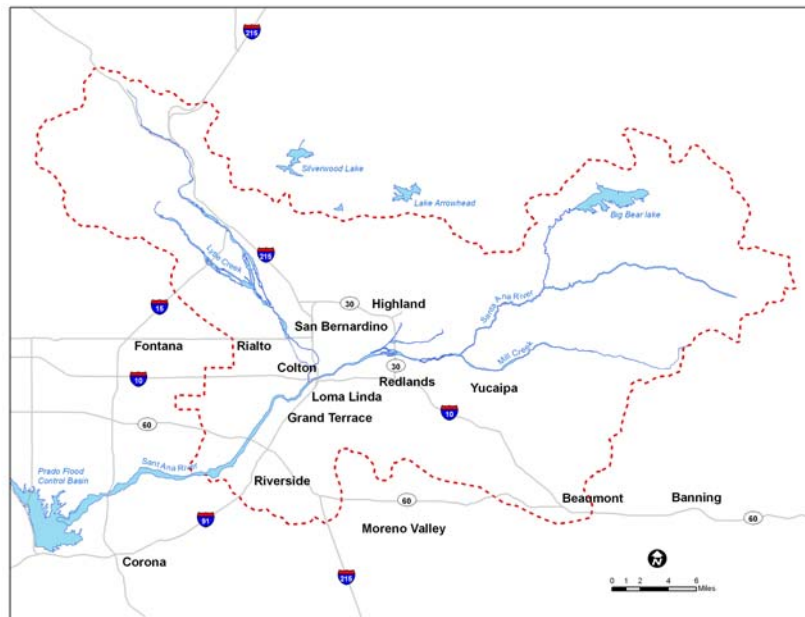 215
Silverwood Lake
Lake Arrowhead
Big Bear lake
Lytle Creek
215
15
30
Highland
Santa Ana River
San Bernardino
Fontana
Rialto
Mill Creek
Colton
30
10
Redlands
Yucaipa
Loma Linda
10
Grand Terrace
60
Sant Ana River
Prado Flood
Control Basin
Riverside
60
Beaumont
Banning
60
91
Moreno Valley
Corona
N
215
0 1 2 4 6
Miles